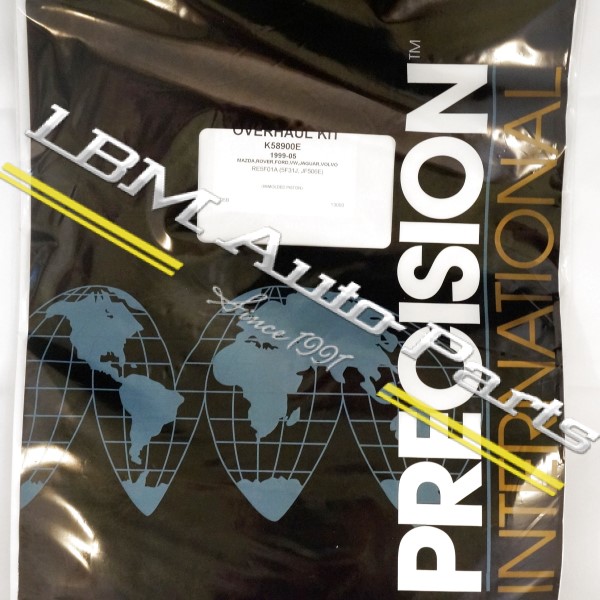 OVERHAUL KIT
K58900E
1999-05
MAZDA,ROVER,FORD,VW,JAGUAR,VOLVO
RE5F01A (5F31J, JF506E)
LBM Auto Parts
Since 1991
PRECISION™
INTERNATIONAL